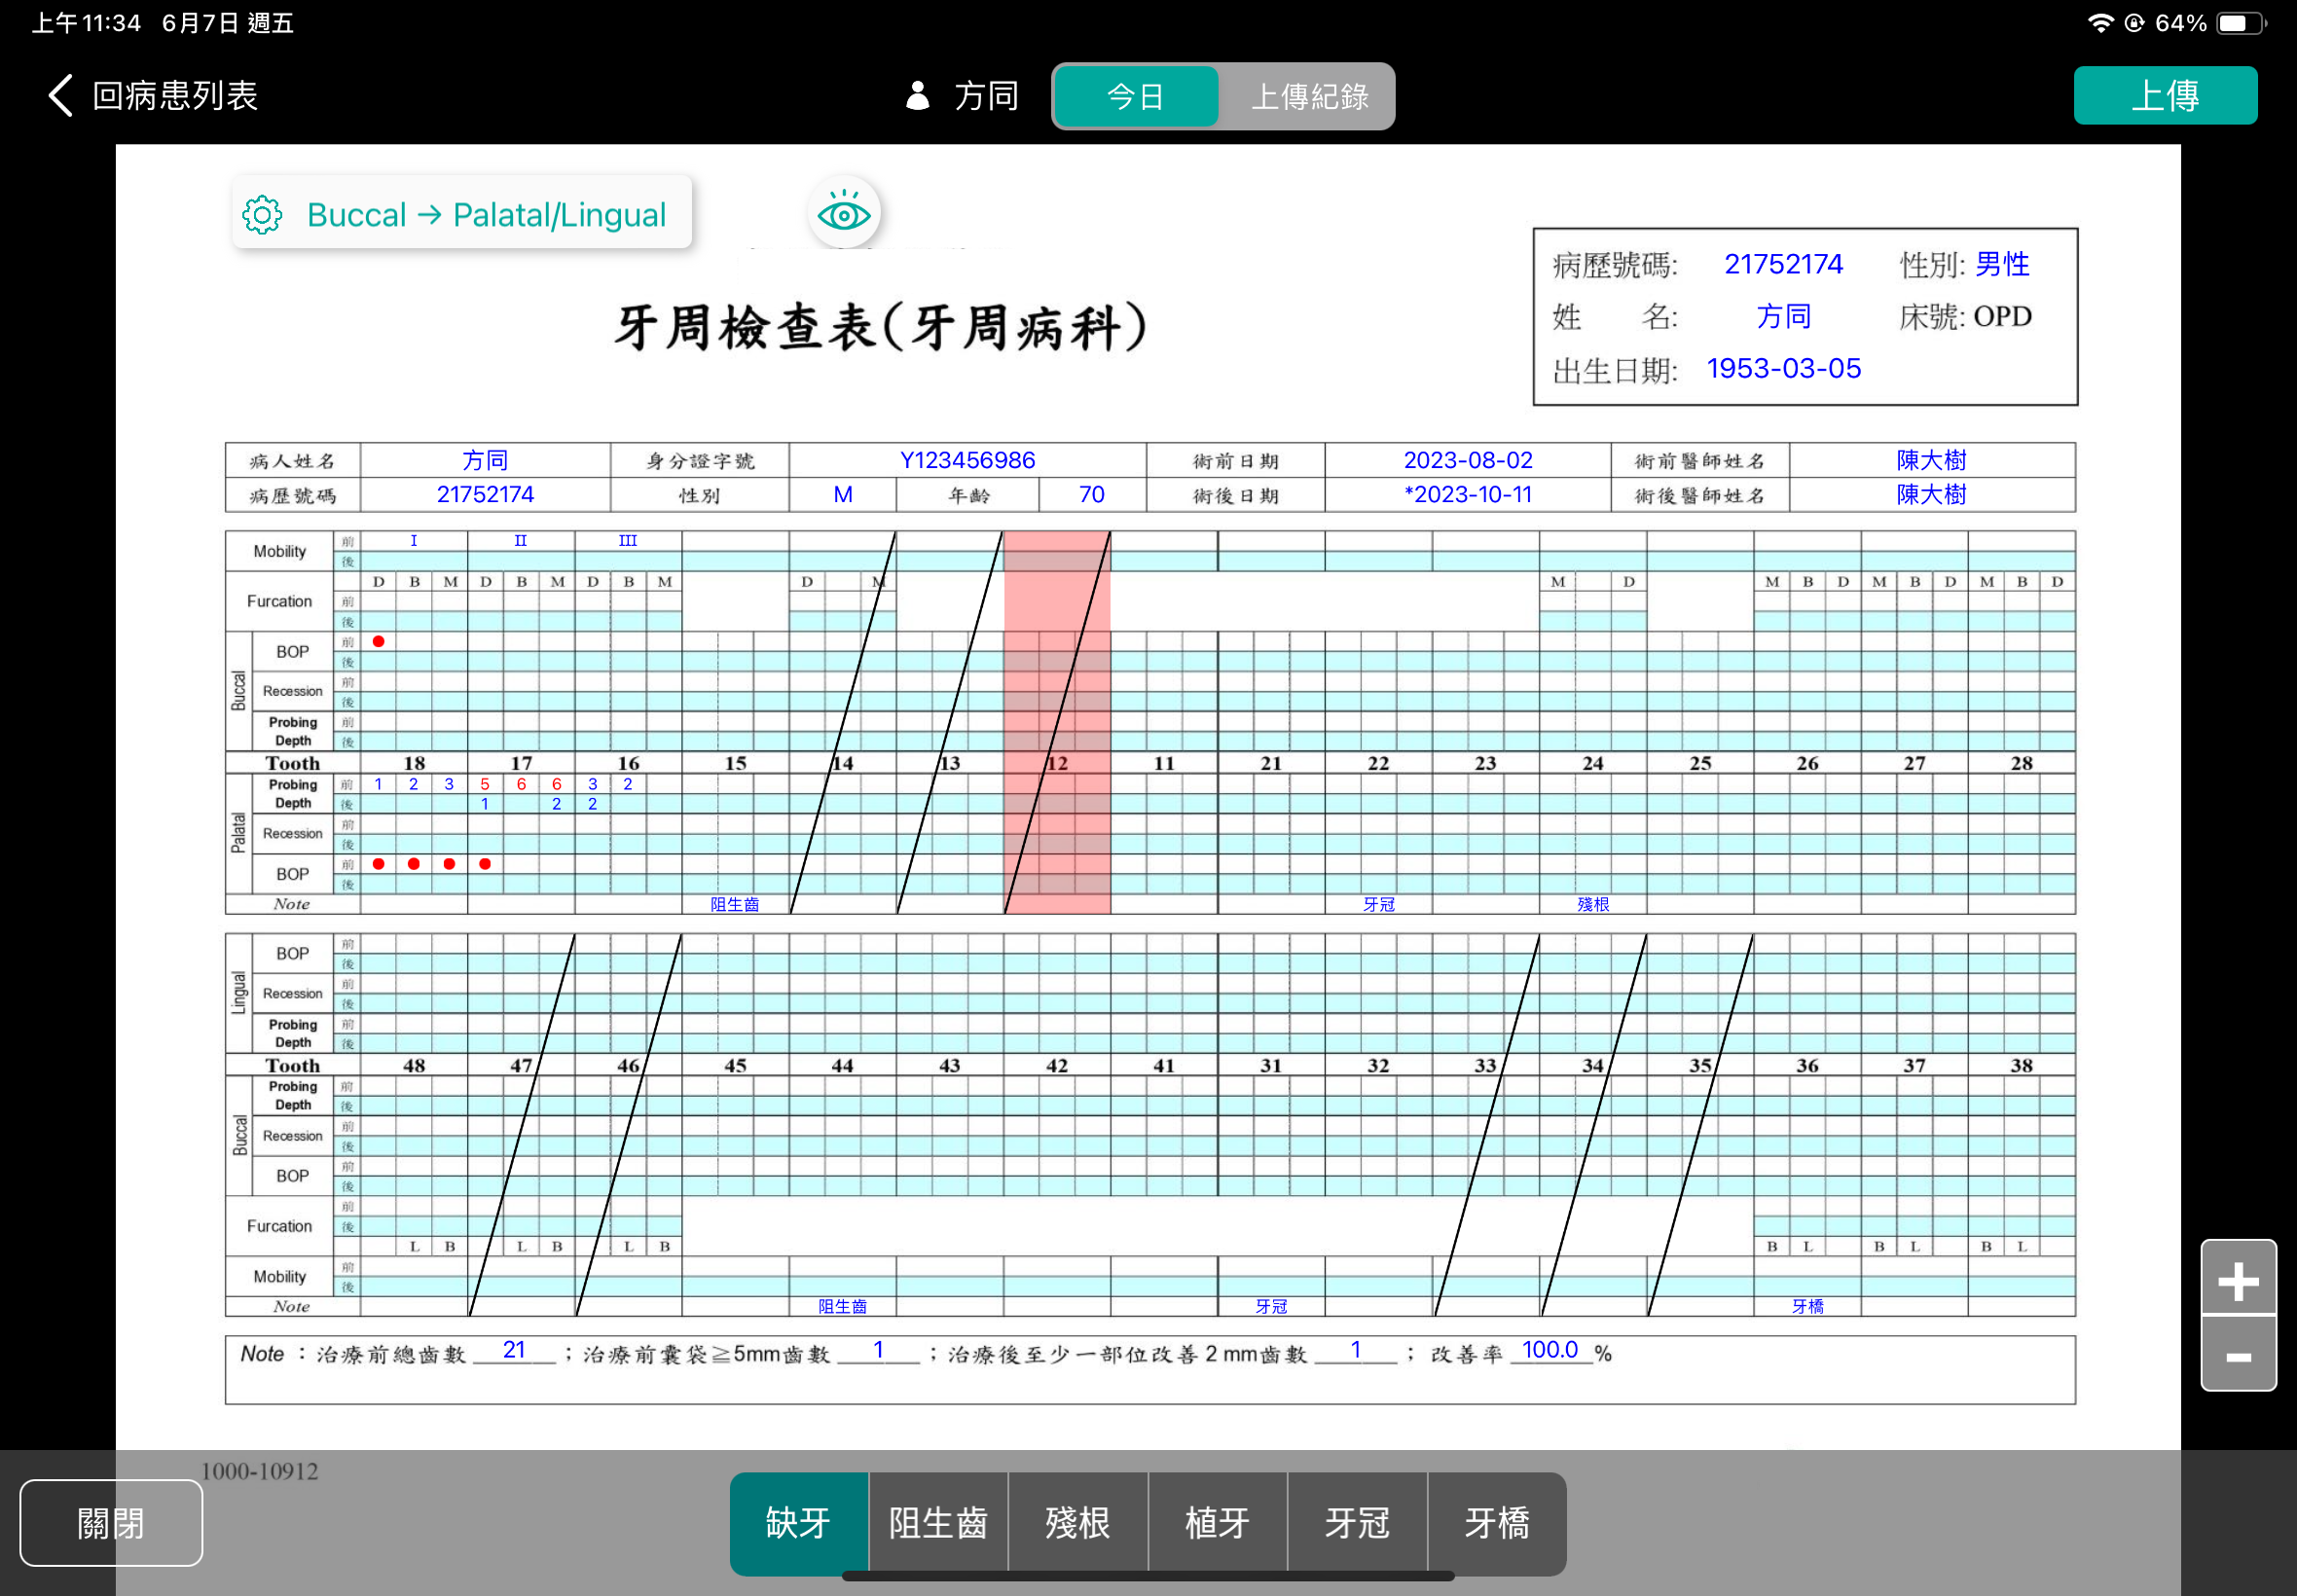 上午11:34 6月7日 週五 64%
回病患列表 方同 今日 上傳紀錄 上傳
Buccal → Palatal/Lingual
牙周檢查表(牙周病科)
病歷號碼: 21752174 性別: 男性
姓 名: 方同 床號: OPD
出生日期: 1953-03-05
病人姓名 方同 身分證字號 Y123456986 術前日期 2023-08-02 術前醫師姓名 陳大樹
病歷號碼 21752174 性別 M 年齡 70 術後日期 *2023-10-11 術後醫師姓名 陳大樹
Mobility 前 I II III
後
D B M D B M D B M D M M D M B D M B D M B D
Furcation 前
後
Buccal
BOP 前
後
Recession 前
後
Probing Depth 前
後
Tooth 18 17 16 15 14 13 12 11 21 22 23 24 25 26 27 28
Palatal
Probing Depth 前 1 2 3 5 6 6 3 2
後 1 2 2
Recession 前
後
BOP 前
後
Note 阻生齒 牙冠 殘根
Lingual
BOP 前
後
Recession 前
後
Probing Depth 前
後
Tooth 48 47 46 45 44 43 42 41 31 32 33 34 35 36 37 38
Buccal
Probing Depth 前
後
Recession 前
後
BOP 前
後
Furcation 前
後
L B L B L B B L B L B L
Mobility 前
後
Note 阻生齒 牙冠 牙橋
Note：治療前總齒數 21 ；治療前囊袋≧5mm齒數 1 ；治療後至少一部位改善2 mm齒數 1 ；改善率 100.0 %
+
-
1000-10912
關閉 缺牙 阻生齒 殘根 植牙 牙冠 牙橋